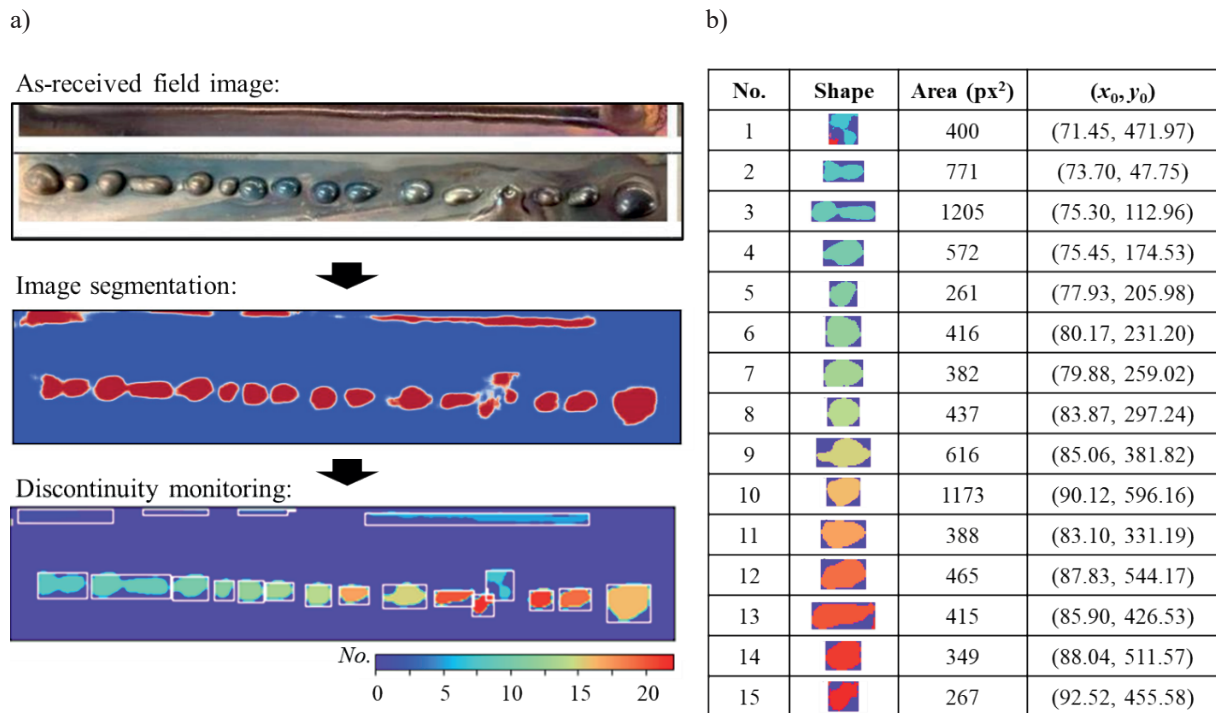 a)
As-received field image:
Image segmentation:
Discontinuity monitoring:
No.
0 5 10 15 20
b)
No. Shape Area (px²) (x₀, y₀)
1 400 (71.45, 471.97)
2 771 (73.70, 47.75)
3 1205 (75.30, 112.96)
4 572 (75.45, 174.53)
5 261 (77.93, 205.98)
6 416 (80.17, 231.20)
7 382 (79.88, 259.02)
8 437 (83.87, 297.24)
9 616 (85.06, 381.82)
10 1173 (90.12, 596.16)
11 388 (83.10, 331.19)
12 465 (87.83, 544.17)
13 415 (85.90, 426.53)
14 349 (88.04, 511.57)
15 267 (92.52, 455.58)